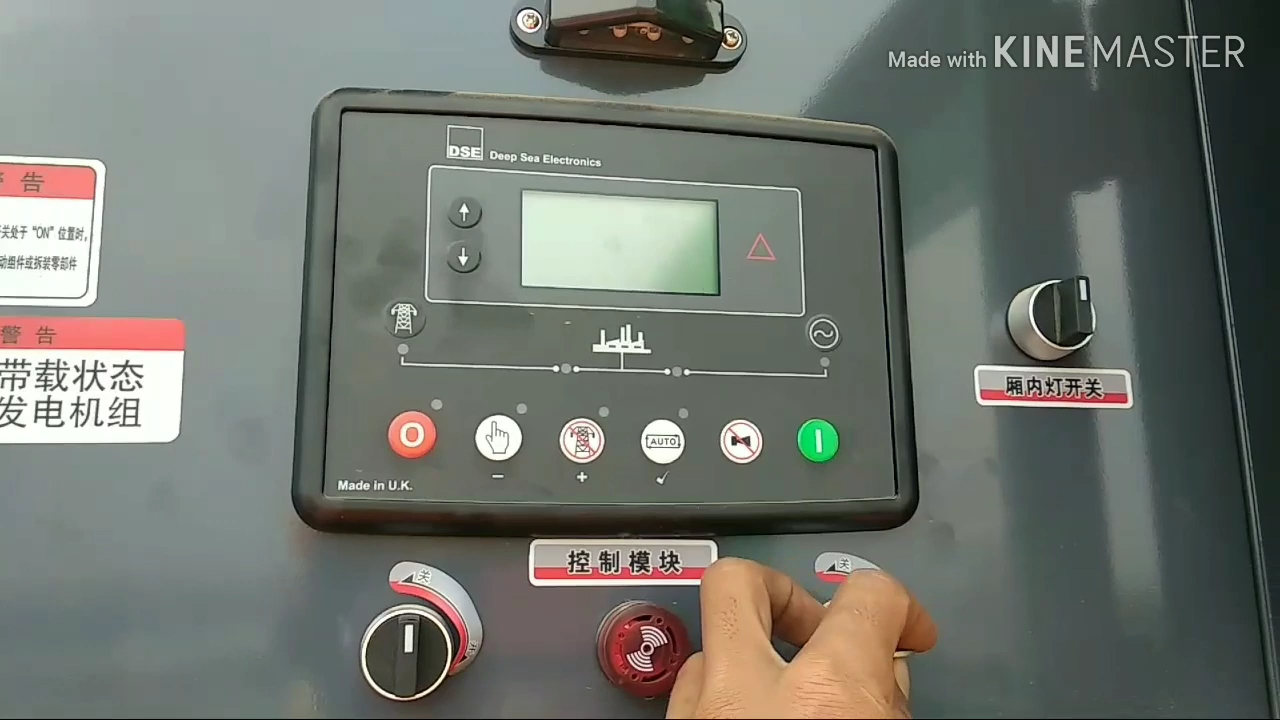 Made with KINEMASTER
DSE Deep Sea Electronics
告
关处于 "ON" 位置时,
动组件或拆装零部件
警告
带载状态
发电机组
AUTO
− + ✓
Made in U.K.
厢内灯开关
控制模块
关
关